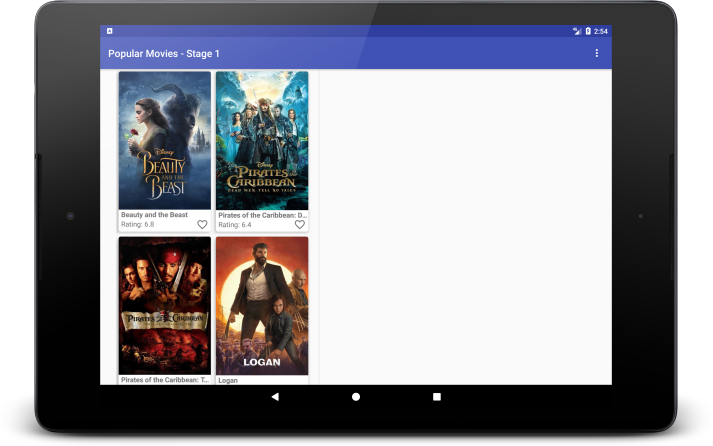 2:54
Popular Movies - Stage 1
Disney
BEAUTY
AND THE
BEAST
Disney
PIRATES
OF THE
CARIBBEAN
DEAD MEN TELL NO TALES
Beauty and the Beast
Rating: 6.8
Pirates of the Caribbean: D...
Rating: 6.4
PIRATES OF THE CARIBBEAN
LOGAN
Pirates of the Caribbean: T...
Logan